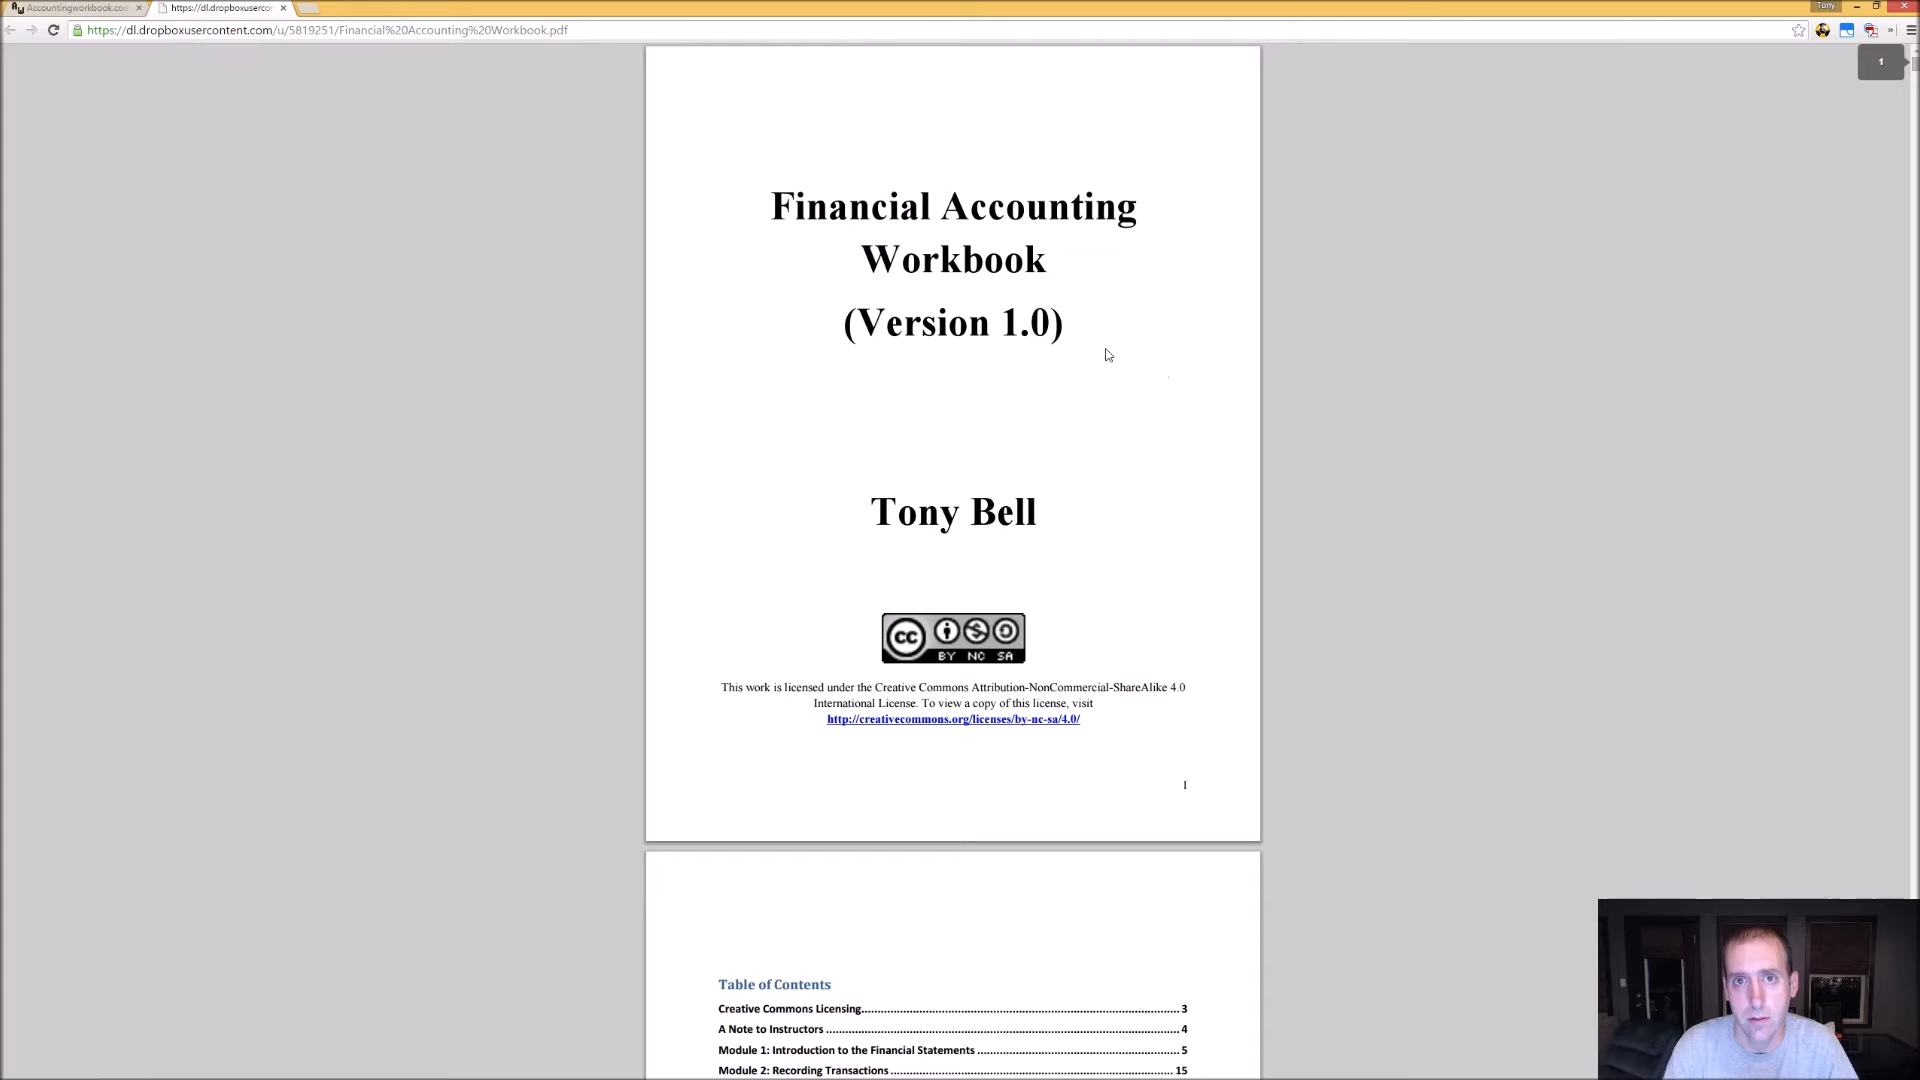 Accountingworkbook.com
https://dl.dropboxusercor
Tony
https://dl.dropboxusercontent.com/u/5819251/Financial%20Accounting%20Workbook.pdf
1
Financial Accounting
Workbook
(Version 1.0)
Tony Bell
cc
BY NC SA
This work is licensed under the Creative Commons Attribution-NonCommercial-ShareAlike 4.0
International License. To view a copy of this license, visit
http://creativecommons.org/licenses/by-nc-sa/4.0/
1
Table of Contents
Creative Commons Licensing........................................ 3
A Note to Instructors ........................................ 4
Module 1: Introduction to the Financial Statements ........................................ 5
Module 2: Recording Transactions ........................................ 15